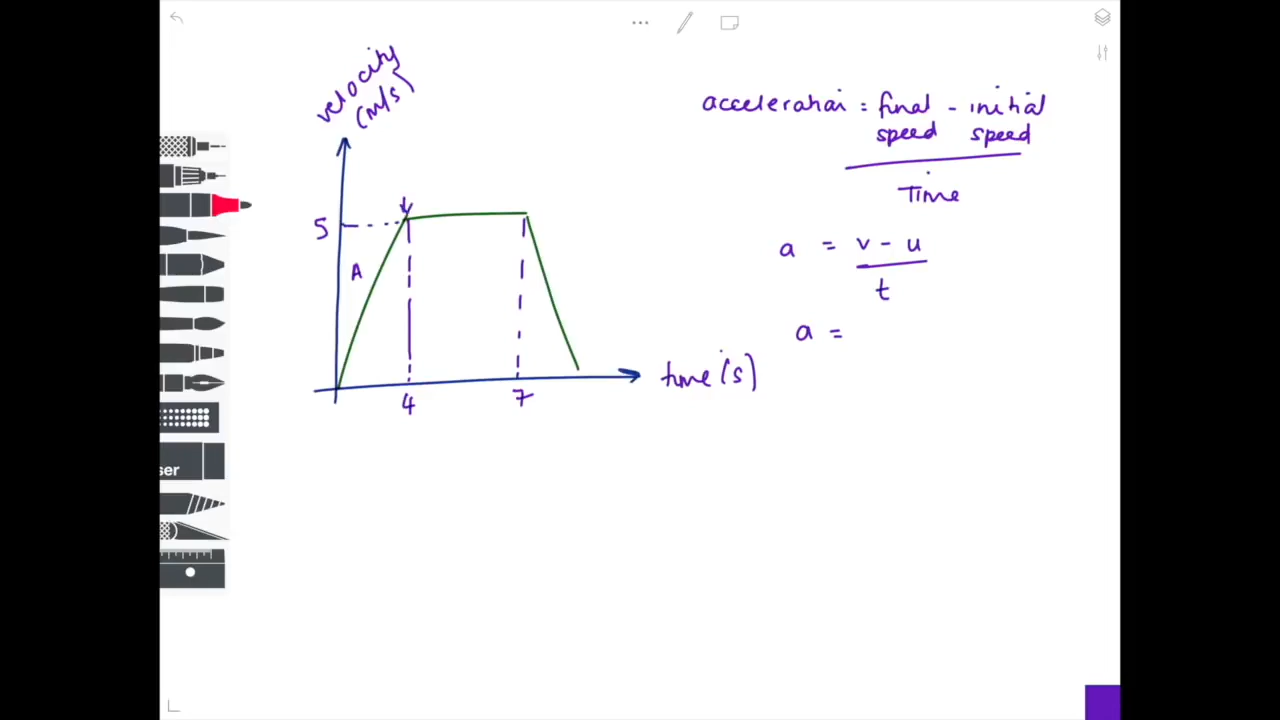 velocity
(m/s)
5
A
4
7
time (s)
acceleration = final - initial
speed speed
Time
a = v - u
t
a =
ser